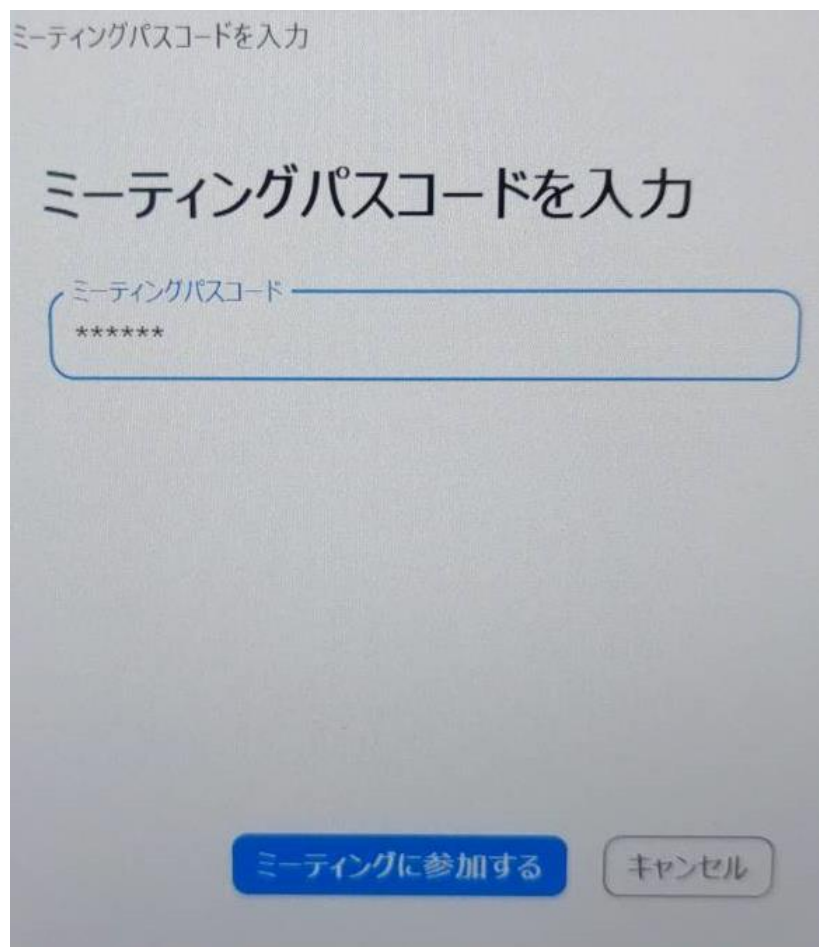 ミーティングパスコードを入力
ミーティングパスコードを入力
ミーティングパスコード
******
ミーティングに参加する
キャンセル